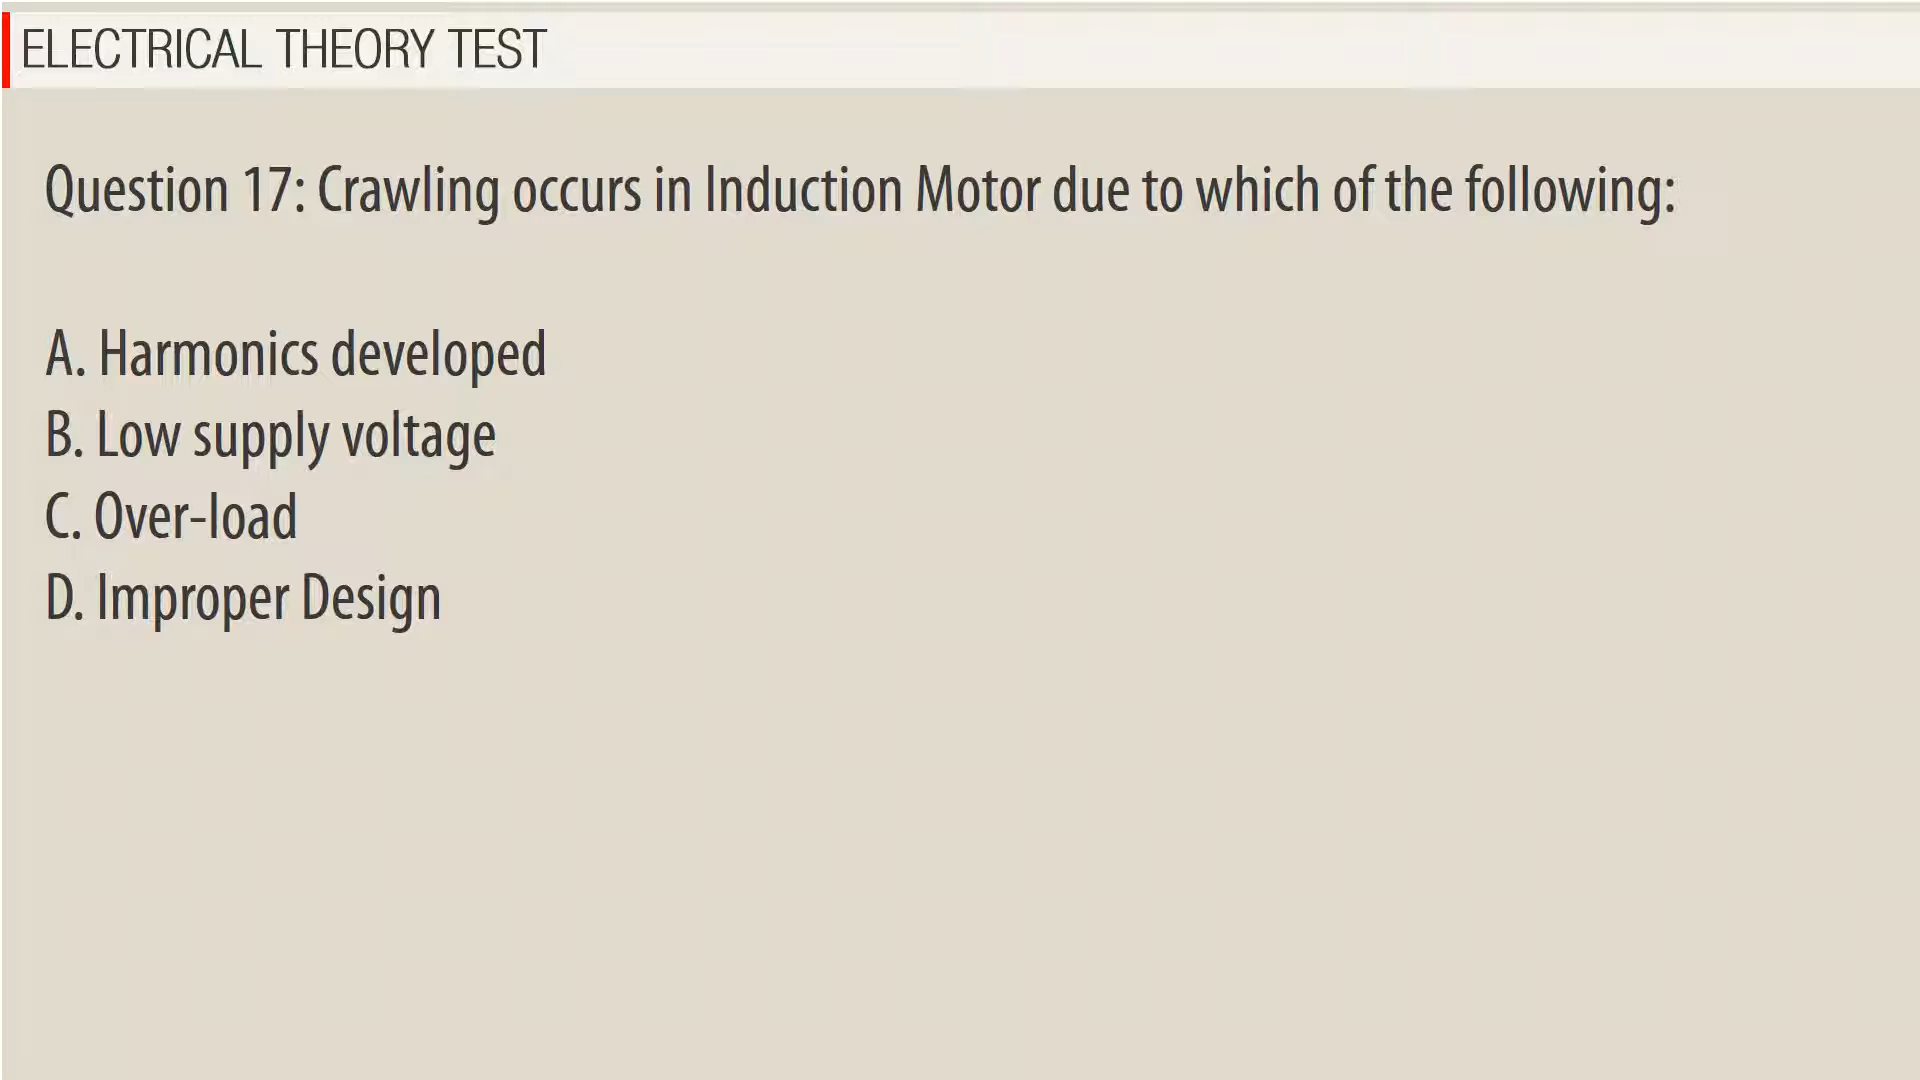 ELECTRICAL THEORY TEST
Question 17: Crawling occurs in Induction Motor due to which of the following:
A. Harmonics developed
B. Low supply voltage
C. Over-load
D. Improper Design